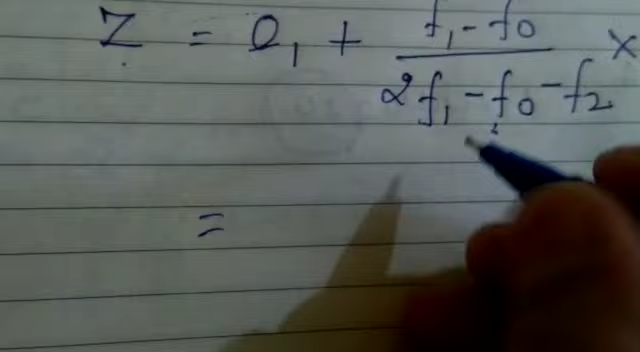 Z = l₁ + (f₁ - f0) / (2f₁ - f0 - f2) ×
=